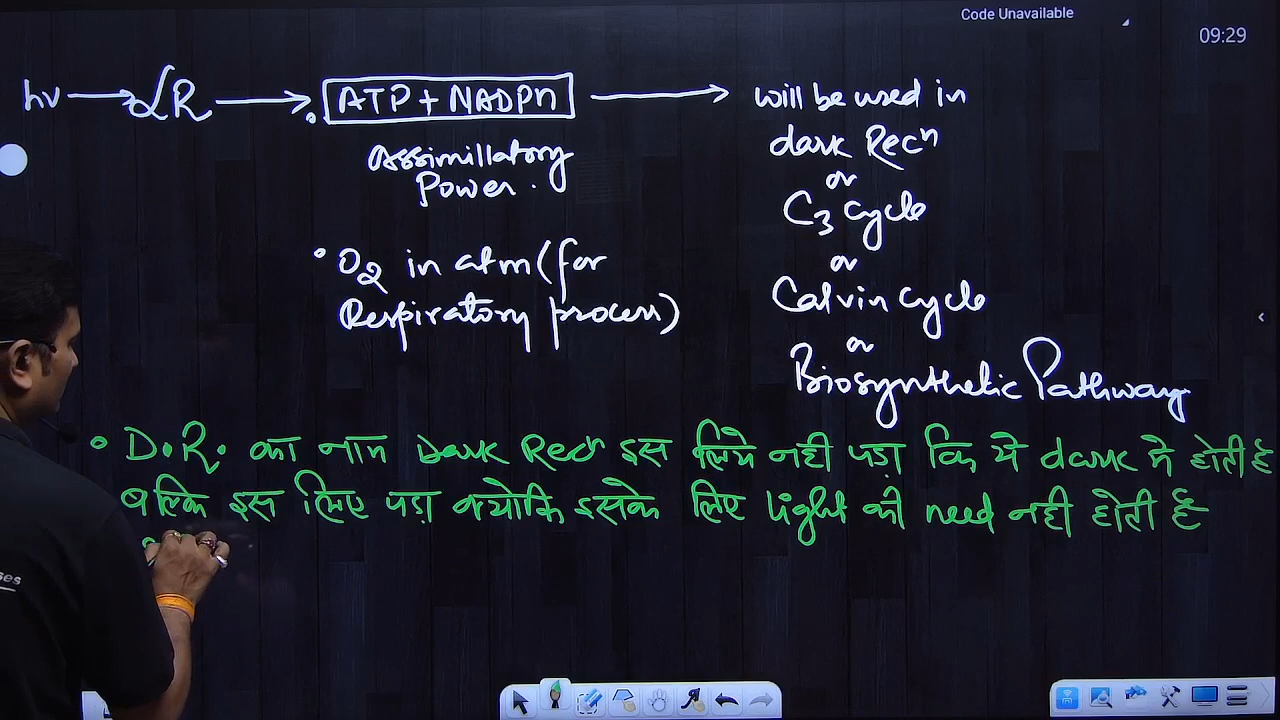 Code Unavailable
09:29
hν → LR → ATP + NADPH → will be used in
Assimillatory
Power.
dark Recⁿ
or
C₃ cycle
or
Calvin cycle
or
Biosynthetic Pathway
• O₂ in atm (for
Respiratory process)
• D.R. का नाम Dark Recⁿ इस लिये नही पड़ा कि ये dark मे होती है
बल्कि इस लिए पड़ा क्योकि इसके लिए light की need नही होती है
ses